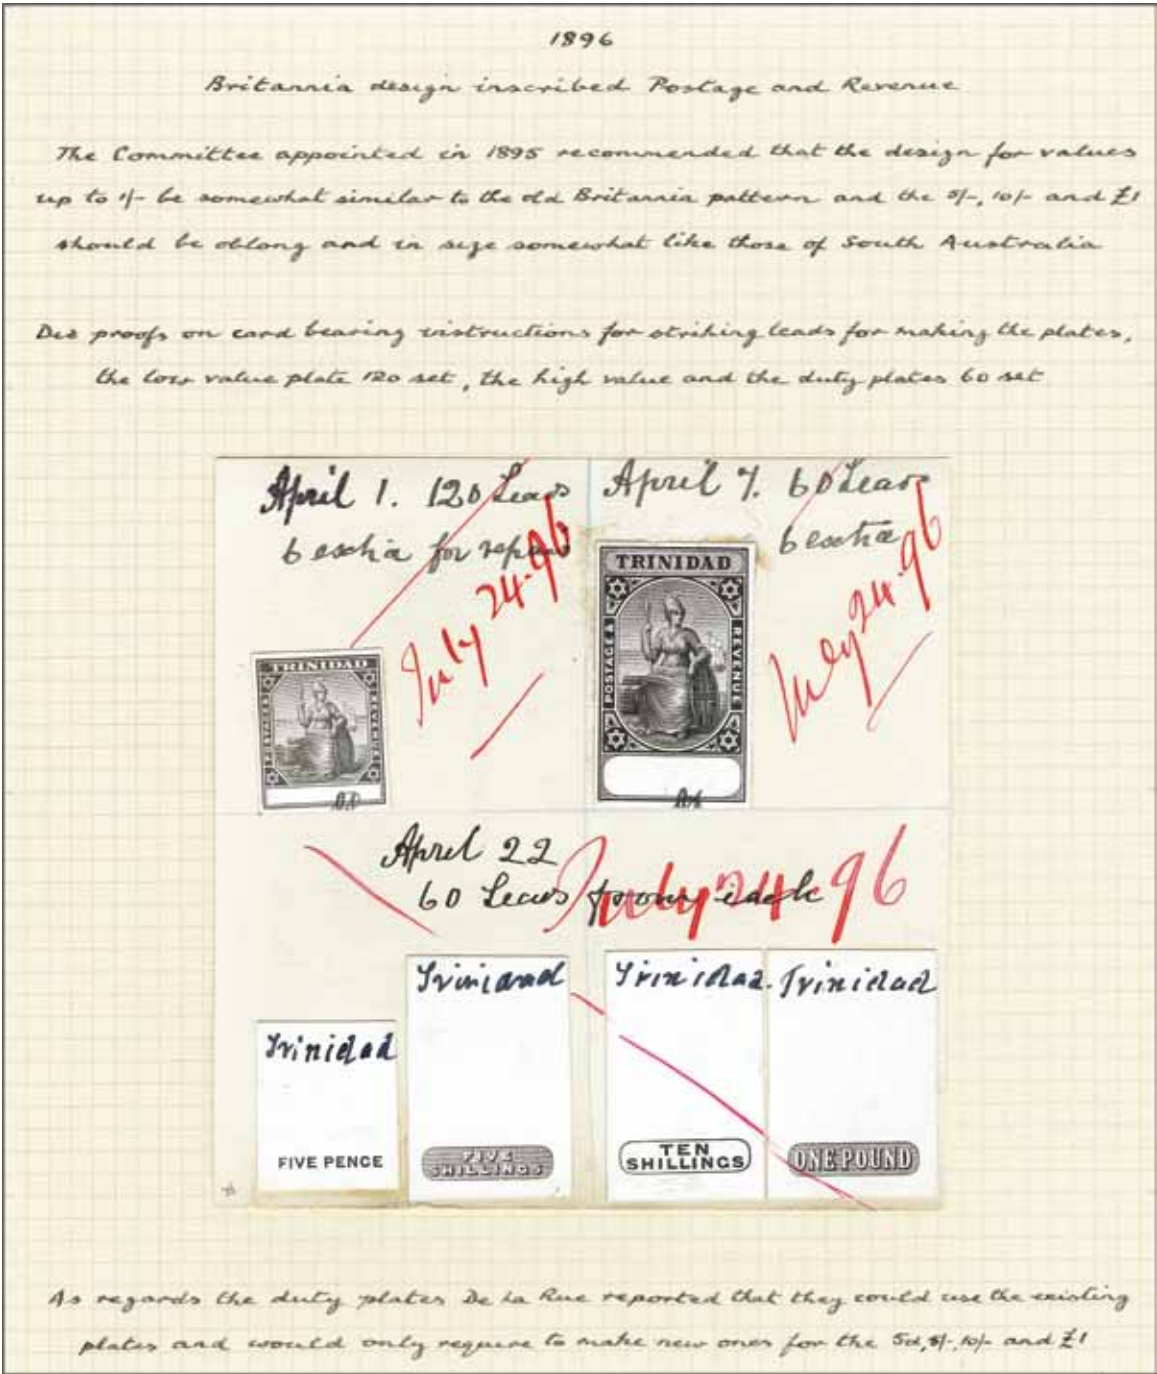 1896
Britannia design inscribed Postage and Revenue
The Committee appointed in 1895 recommended that the design for values
up to 1/- be somewhat similar to the old Britannia pattern and the 5/-, 10/- and £1
should be oblong and in size somewhat like those of South Australia
Die proofs on card bearing instructions for striking leads for making the plates,
the low value plate 120 set, the high value and the duty plates 60 set
April 1. 120 Leads
6 extra for repairs
July 24-96
April 7. 60 Leads
6 extra
July 24-96
TRINIDAD
POSTAGE &
REVENUE
TRINIDAD
POSTAGE &
REVENUE
April 22
60 Leads from each
July 24-96
Trinidad
FIVE PENCE
Trinidad
FIVE
SHILLINGS
Trinidad.
TEN
SHILLINGS
Trinidad
ONE POUND
As regards the duty plates De La Rue reported that they could use the existing
plates and would only require to make new ones for the 5d, 5/-, 10/- and £1